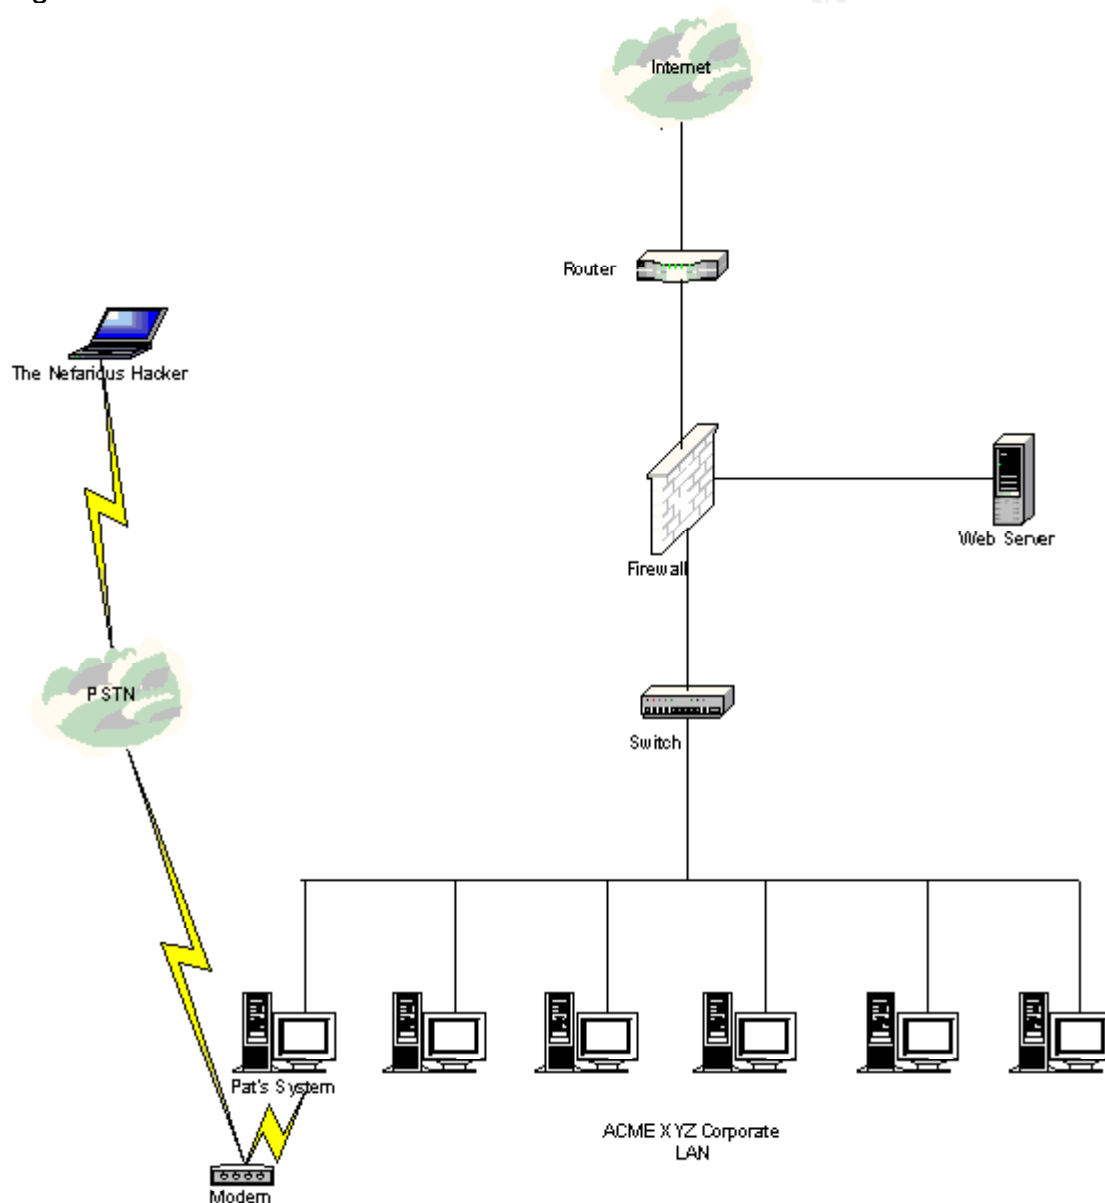 Internet
Router
The Nefarious Hacker
Web Server
Firewall
PSTN
Switch
Pat's System
ACME XYZ Corporate
LAN
Modem